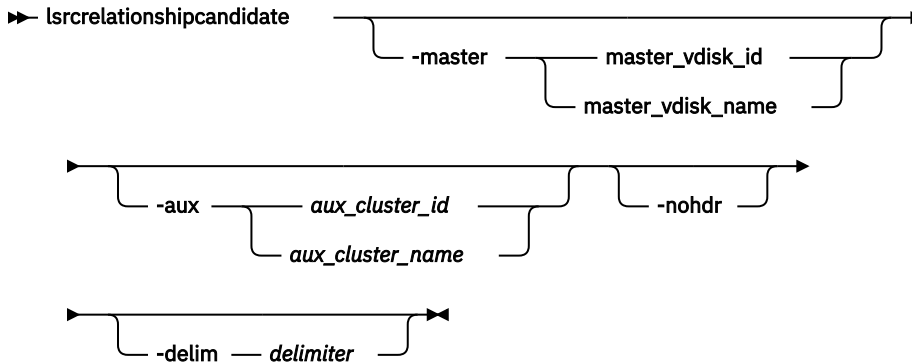 lsrcrelationshipcandidate
-master master_vdisk_id
master_vdisk_name
-aux aux_cluster_id -nohdr
aux_cluster_name
-delim delimiter